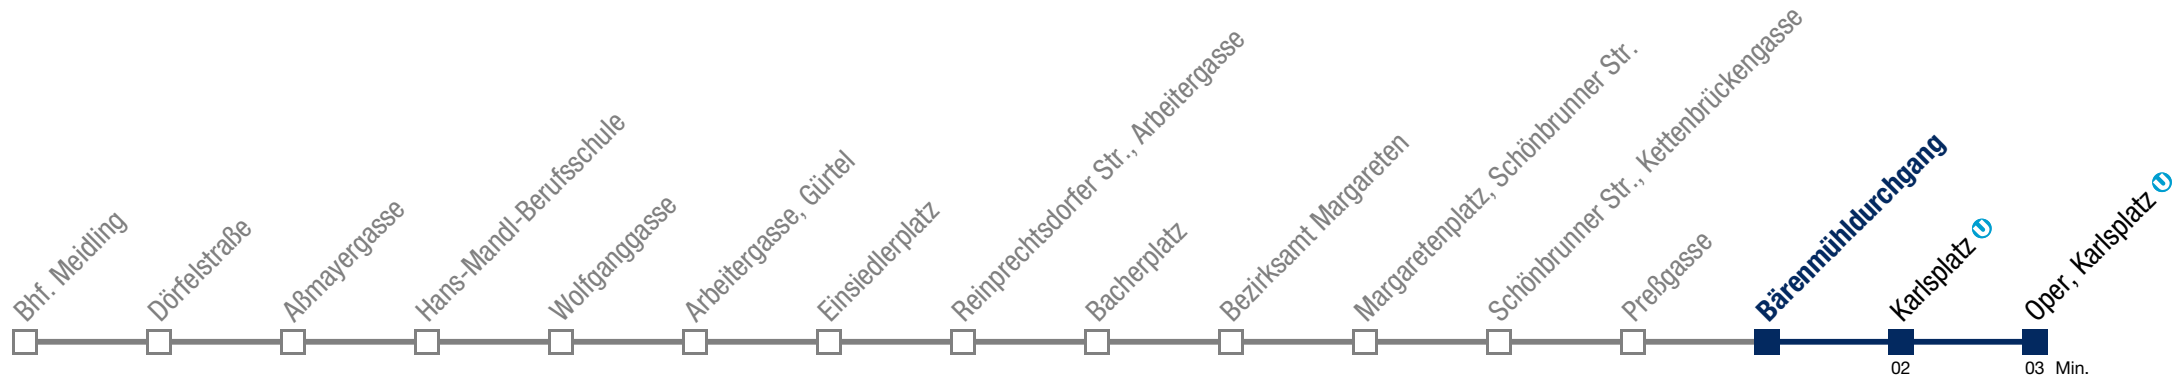 Bhf. Meidling
Dörfelstraße
Aßmayergasse
Hans-Mandl-Berufsschule
Wolfganggasse
Arbeitergasse, Gürtel
Einsiedlerplatz
Reinprechtsdorfer Str., Arbeitergasse
Bacherplatz
Bezirksamt Margareten
Margaretenplatz, Schönbrunner Str.
Schönbrunner Str., Kettenbrückengasse
Preßgasse
Bärenmühldurchgang
Karlsplatz U
Oper, Karlsplatz U
02
03 Min.